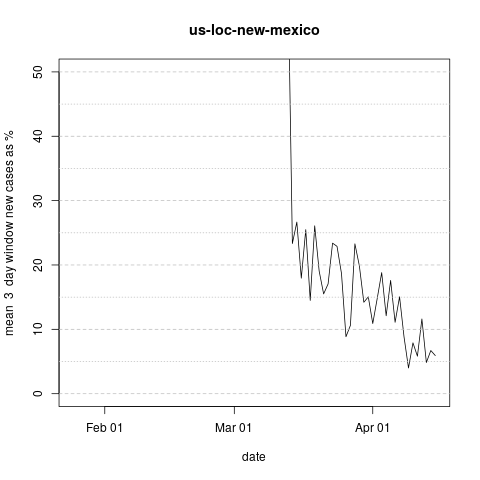 us-loc-new-mexico
mean 3 day window new cases as %
50
40
30
20
10
0
Feb 01
Mar 01
Apr 01
date